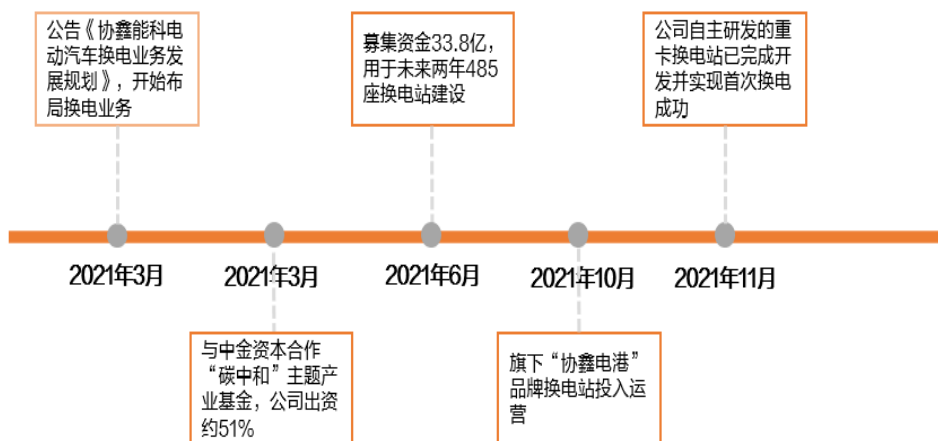 公告《协鑫能科电
动汽车换电业务发
展规划》，开始布
局换电业务
募集资金33.8亿，
用于未来两年485
座换电站建设
公司自主研发的重
卡换电站已完成开
发并实现首次换电
成功
2021年3月
2021年3月
2021年6月
2021年10月
2021年11月
与中金资本合作
“碳中和”主题产
业基金，公司出资
约51%
旗下“协鑫电港”
品牌换电站投入运
营